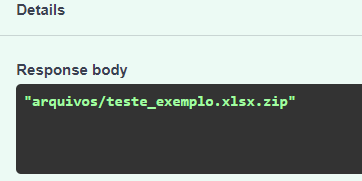 Details
Response body
"arquivos/teste_exemplo.xlsx.zip"